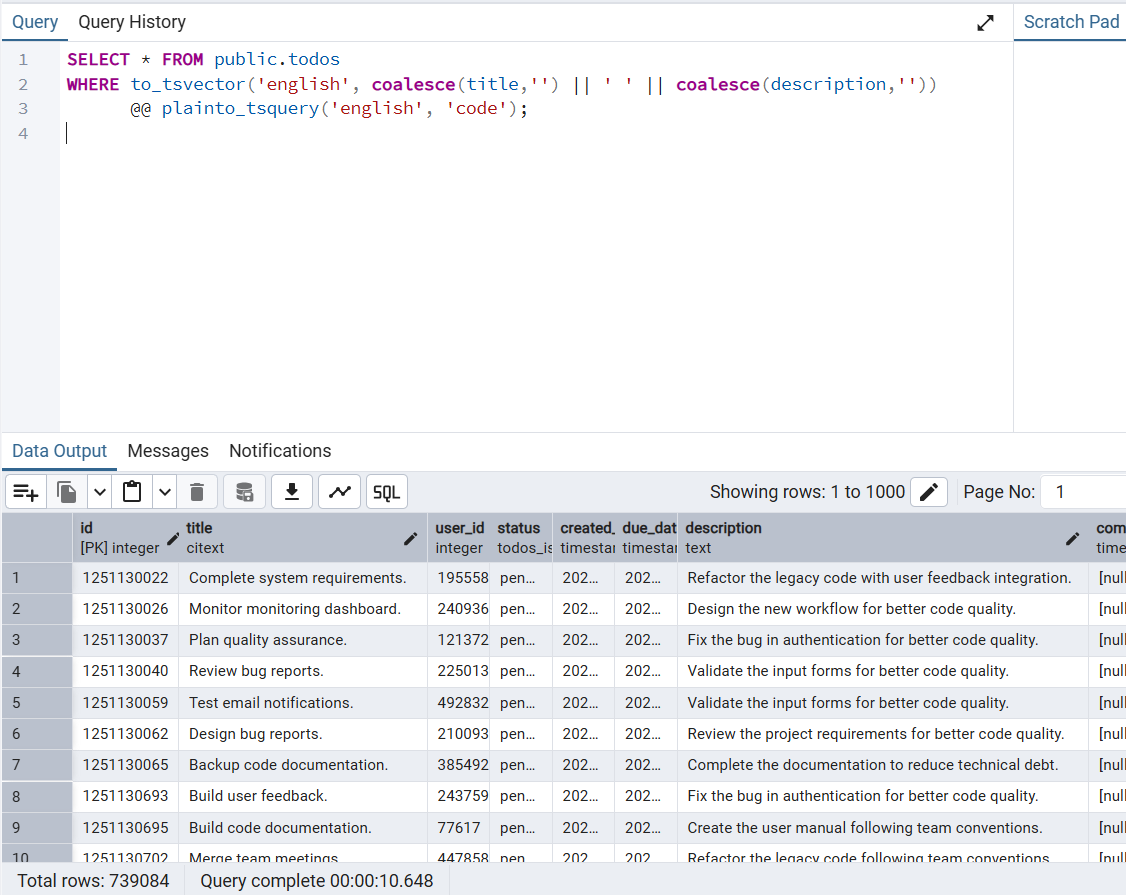 Query Query History Scratch Pad
1 SELECT * FROM public.todos
2 WHERE to_tsvector('english', coalesce(title,'') || ' ' || coalesce(description,''))
3 @@ plainto_tsquery('english', 'code');
4
Data Output Messages Notifications
SQL Showing rows: 1 to 1000 Page No: 1
id title user_id status created_ due_dat description com
[PK] integer citext integer todos_is timestar timestar text time
1 1251130022 Complete system requirements. 195558 pen... 202... 202... Refactor the legacy code with user feedback integration. [null
2 1251130026 Monitor monitoring dashboard. 240936 pen... 202... 202... Design the new workflow for better code quality. [null
3 1251130037 Plan quality assurance. 121372 pen... 202... 202... Fix the bug in authentication for better code quality. [null
4 1251130040 Review bug reports. 225013 pen... 202... 202... Validate the input forms for better code quality. [null
5 1251130059 Test email notifications. 492832 pen... 202... 202... Validate the input forms for better code quality. [null
6 1251130062 Design bug reports. 210093 pen... 202... 202... Review the project requirements for better code quality. [null
7 1251130065 Backup code documentation. 385492 pen... 202... 202... Complete the documentation to reduce technical debt. [null
8 1251130693 Build user feedback. 243759 pen... 202... 202... Fix the bug in authentication for better code quality. [null
9 1251130695 Build code documentation. 77617 pen... 202... 202... Create the user manual following team conventions. [null
10 1251130702 Merge team meetings 447858 pen 202 202 Refactor the legacy code following team conventions [null
Total rows: 739084 Query complete 00:00:10.648